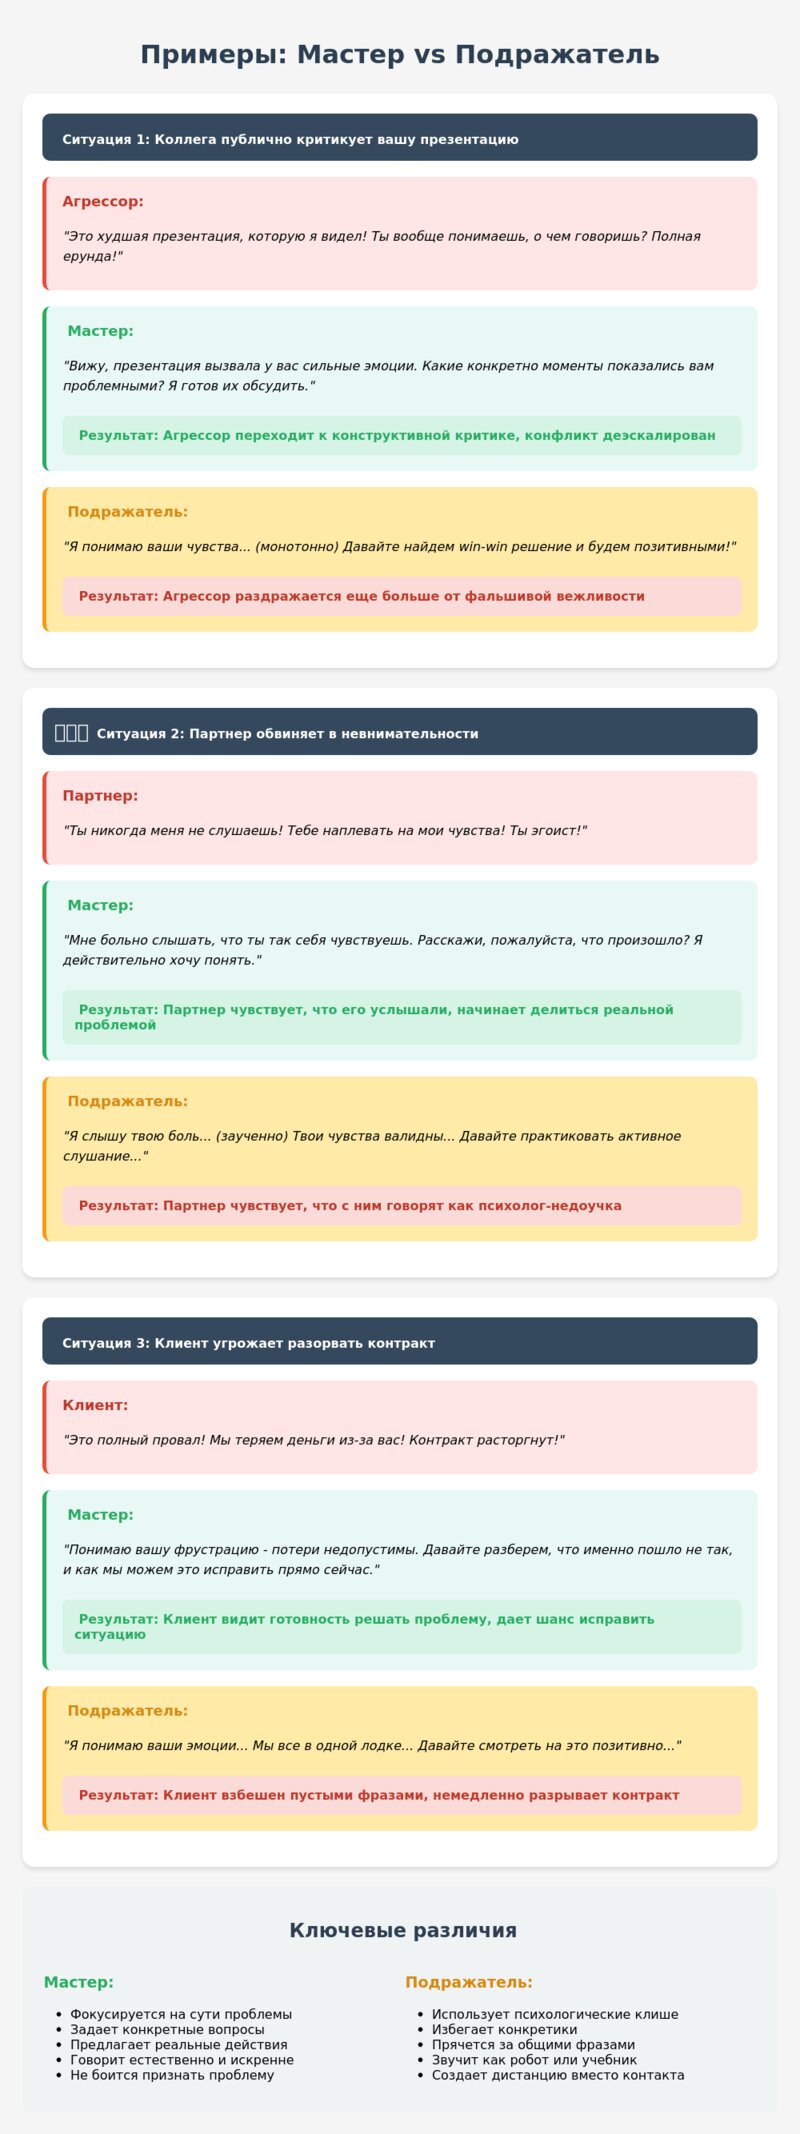 Примеры: Мастер vs Подражатель
Ситуация 1: Коллега публично критикует вашу презентацию
Агрессор:
"Это худшая презентация, которую я видел! Ты вообще понимаешь, о чем говоришь? Полная
ерунда!"
Мастер:
"Вижу, презентация вызвала у вас сильные эмоции. Какие конкретно моменты показались вам
проблемными? Я готов их обсудить."
Результат: Агрессор переходит к конструктивной критике, конфликт деэскалирован
Подражатель:
"Я понимаю ваши чувства... (монотонно) Давайте найдем win-win решение и будем позитивными!"
Результат: Агрессор раздражается еще больше от фальшивой вежливости
Ситуация 2: Партнер обвиняет в невнимательности
Партнер:
"Ты никогда меня не слушаешь! Тебе наплевать на мои чувства! Ты эгоист!"
Мастер:
"Мне больно слышать, что ты так себя чувствуешь. Расскажи, пожалуйста, что произошло? Я
действительно хочу понять."
Результат: Партнер чувствует, что его услышали, начинает делиться реальной
проблемой
Подражатель:
"Я слышу твою боль... (заученно) Твои чувства валидны... Давайте практиковать активное
слушание..."
Результат: Партнер чувствует, что с ним говорят как психолог-недоучка
Ситуация 3: Клиент угрожает разорвать контракт
Клиент:
"Это полный провал! Мы теряем деньги из-за вас! Контракт расторгнут!"
Мастер:
"Понимаю вашу фрустрацию - потери недопустимы. Давайте разберем, что именно пошло не так,
и как мы можем это исправить прямо сейчас."
Результат: Клиент видит готовность решать проблему, дает шанс исправить
ситуацию
Подражатель:
"Я понимаю ваши эмоции... Мы все в одной лодке... Давайте смотреть на это позитивно..."
Результат: Клиент взбешен пустыми фразами, немедленно разрывает контракт
Ключевые различия
Мастер:
• Фокусируется на сути проблемы
• Задает конкретные вопросы
• Предлагает реальные действия
• Говорит естественно и искренне
• Не боится признать проблему
Подражатель:
• Использует психологические клише
• Избегает конкретики
• Прячется за общими фразами
• Звучит как робот или учебник
• Создает дистанцию вместо контакта